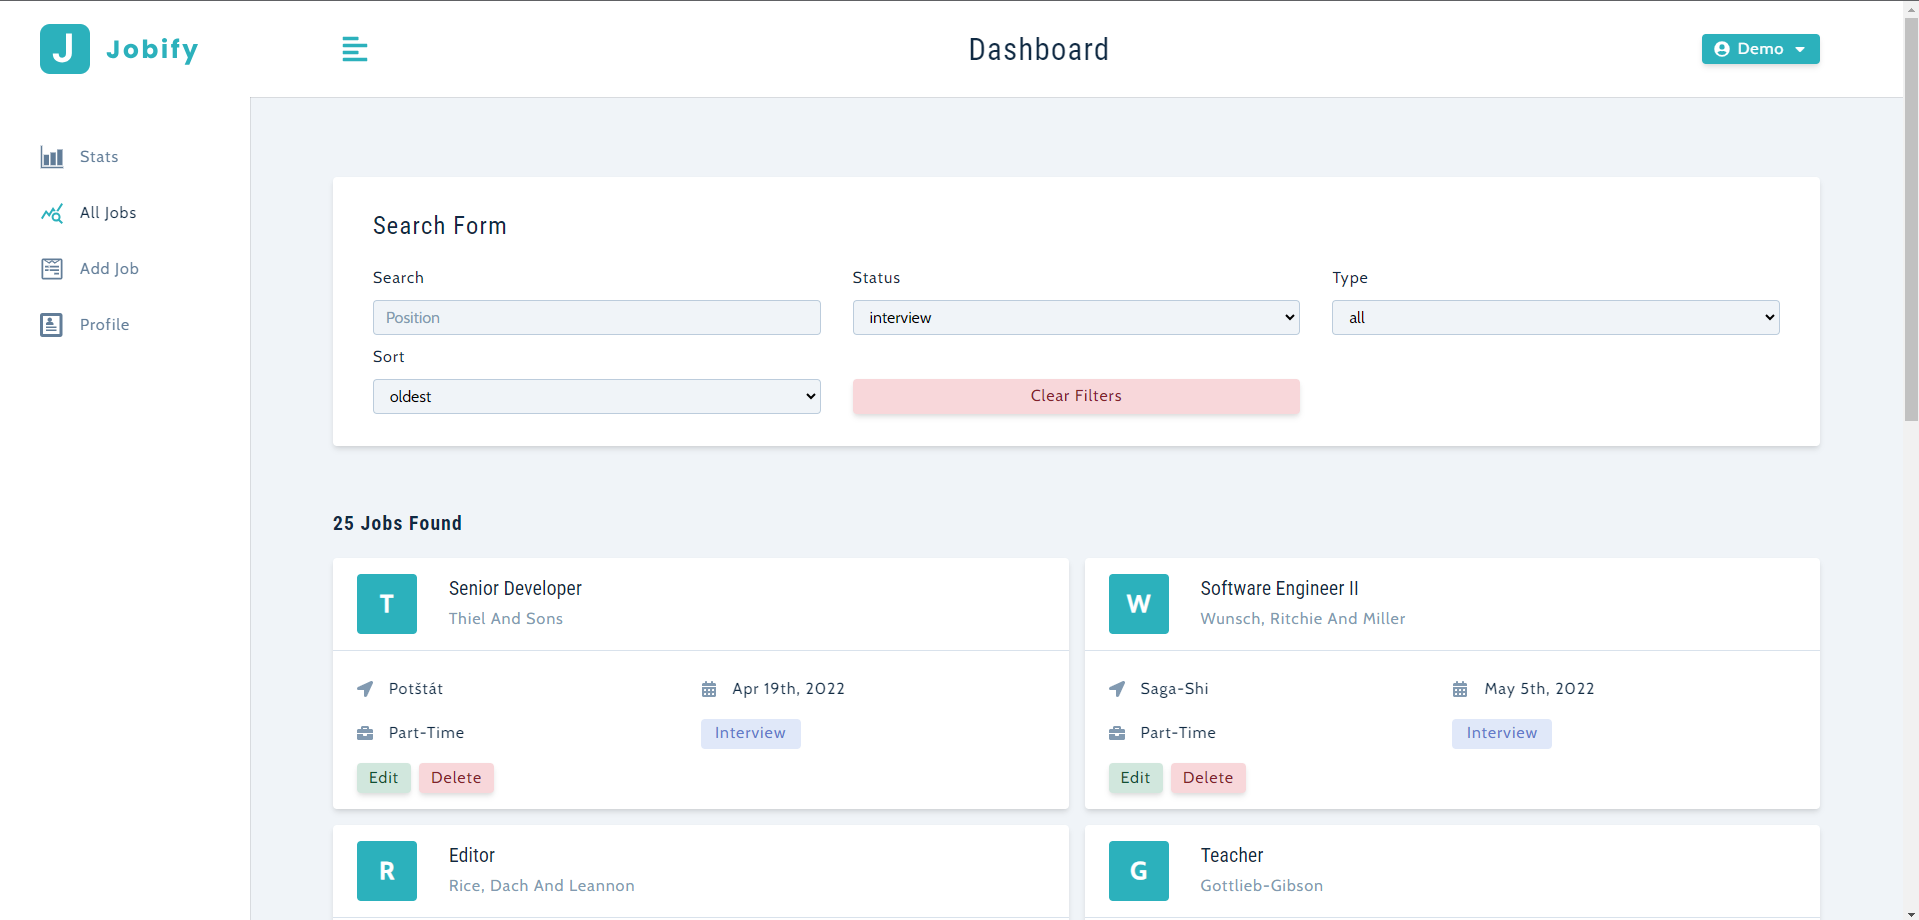 J Jobify
Dashboard
Demo
Stats
All Jobs
Add Job
Profile
Search Form
Search
Status
Type
Position
interview
all
Sort
oldest
Clear Filters
25 Jobs Found
T
Senior Developer
Thiel And Sons
Potštát
Apr 19th, 2022
Part-Time
Interview
Edit
Delete
W
Software Engineer II
Wunsch, Ritchie And Miller
Saga-Shi
May 5th, 2022
Part-Time
Interview
Edit
Delete
R
Editor
Rice, Dach And Leannon
G
Teacher
Gottlieb-Gibson